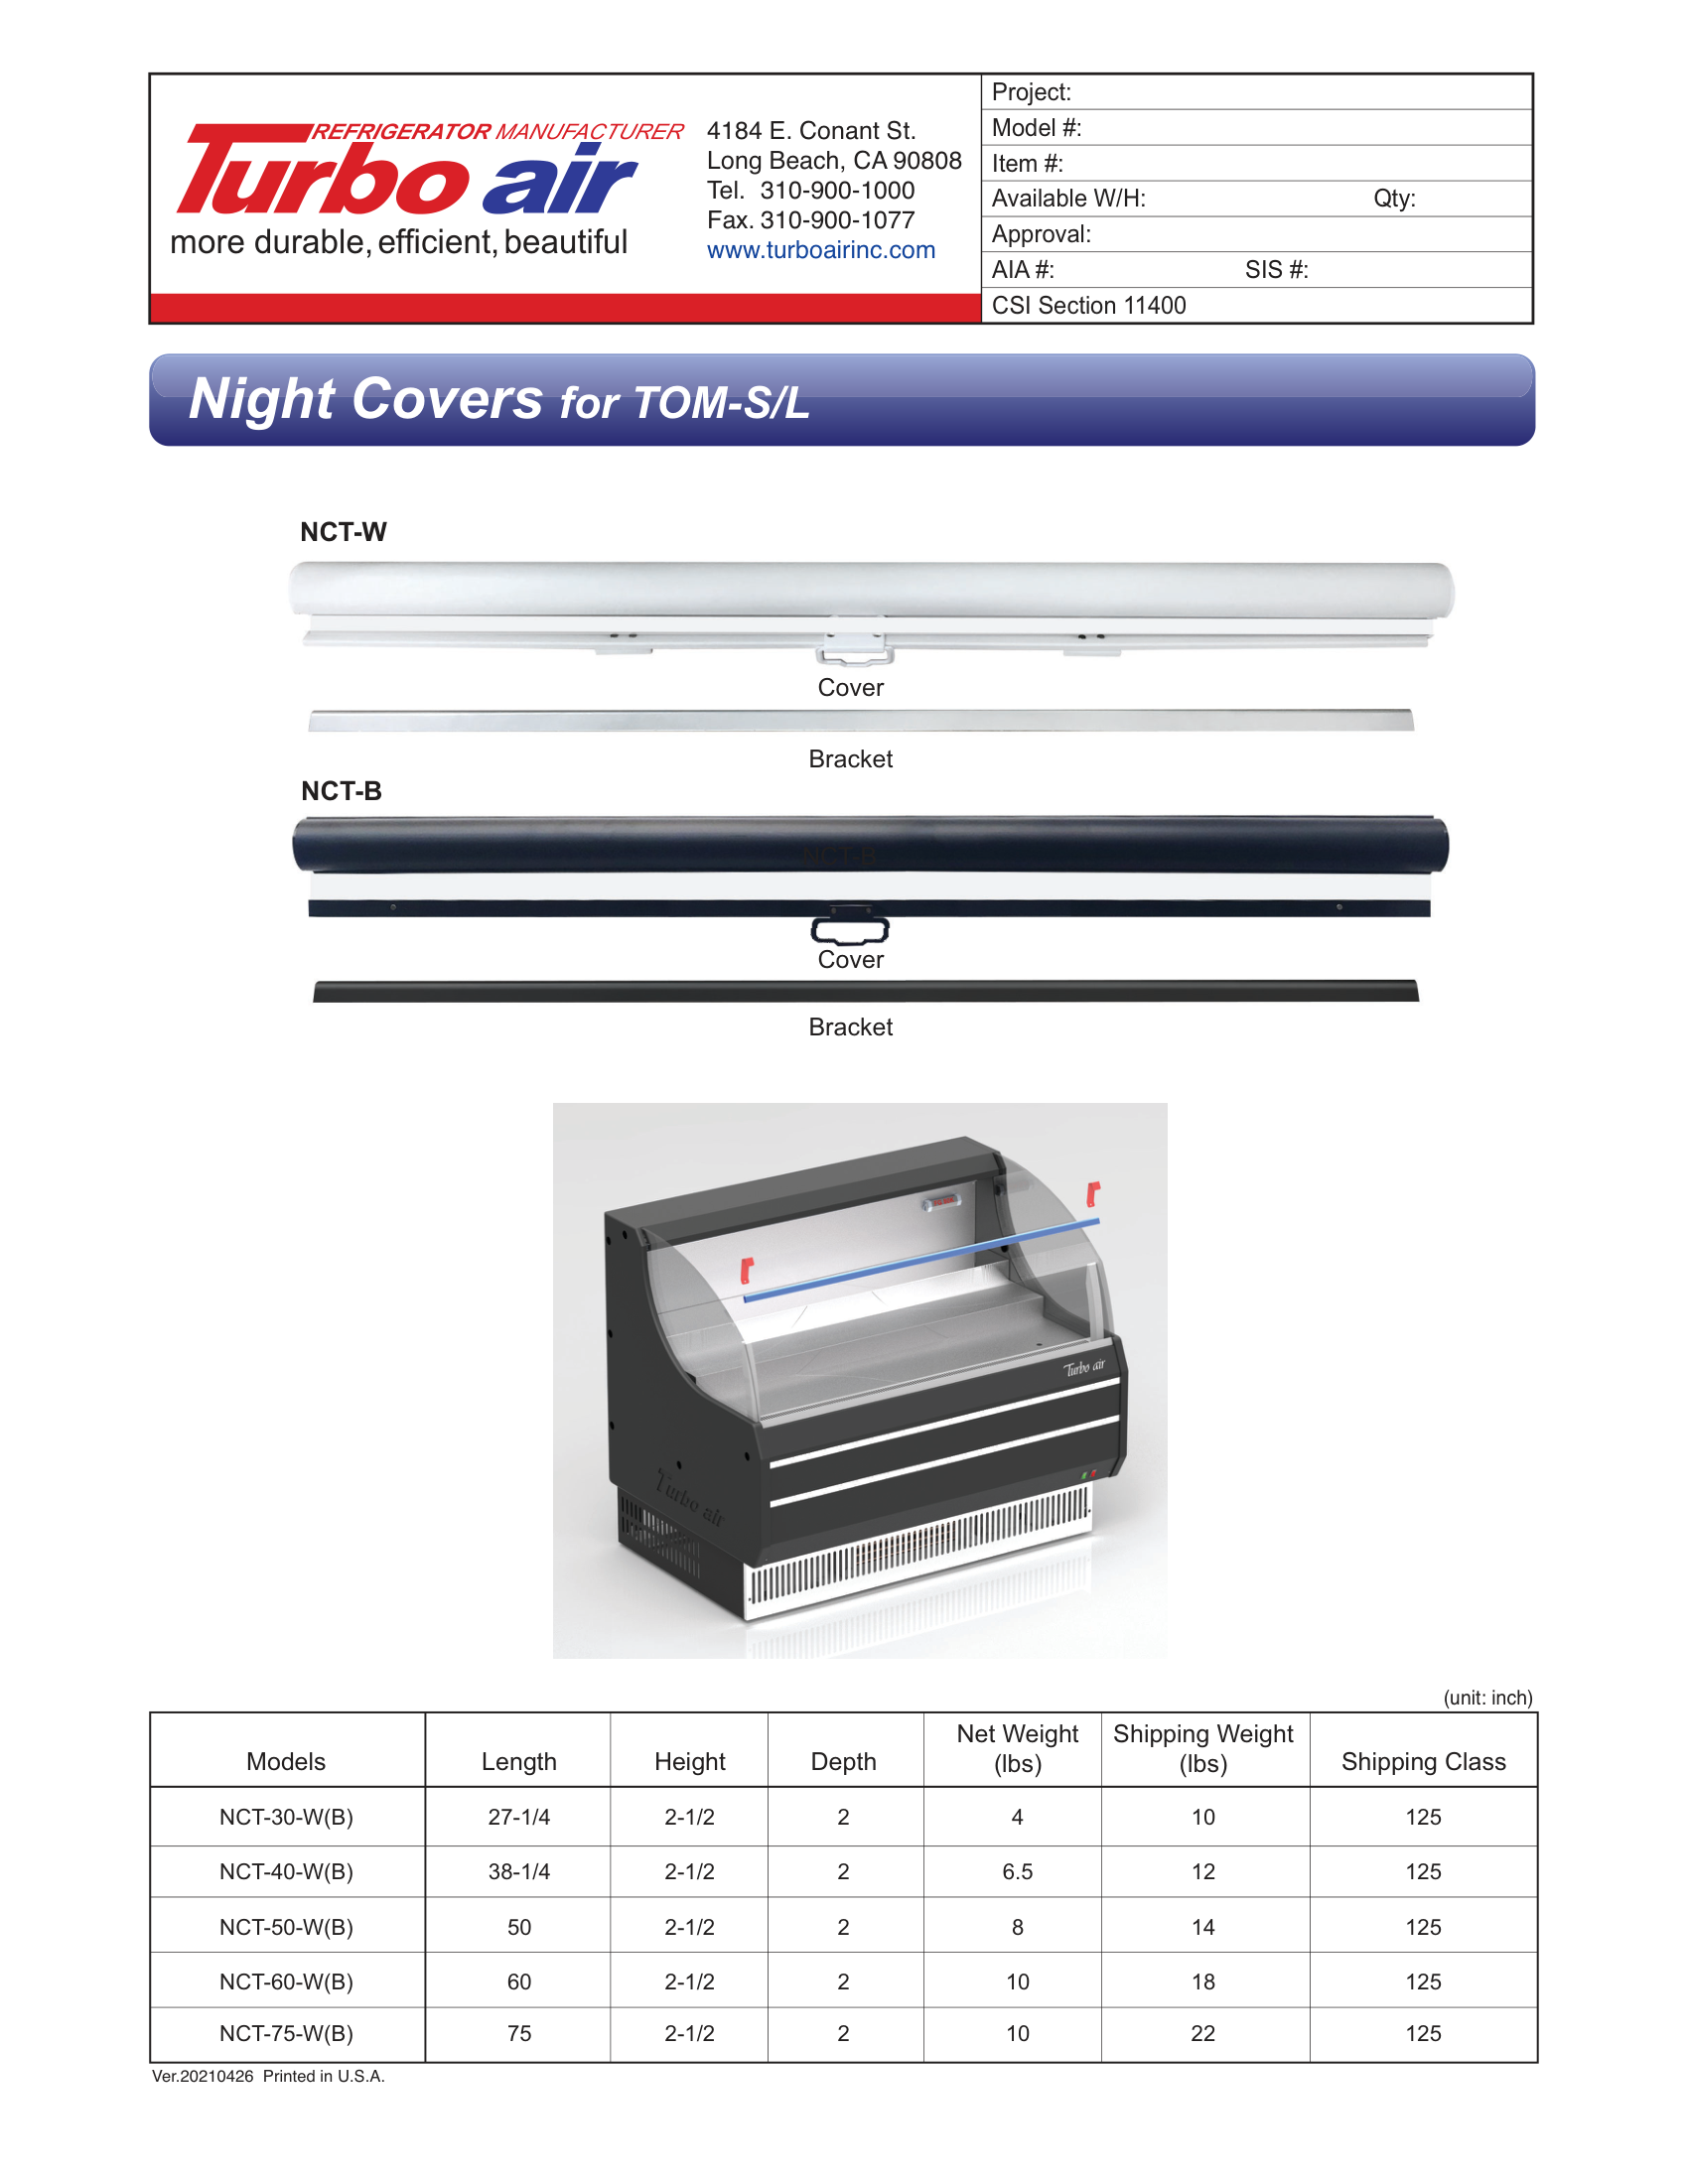 REFRIGERATOR MANUFACTURER
Turbo air
more durable, efficient, beautiful
4184 E. Conant St.
Long Beach, CA 90808
Tel. 310-900-1000
Fax. 310-900-1077
www.turboairinc.com
Project:
Model #:
Item #:
Available W/H: Qty:
Approval:
AIA #: SIS #:
CSI Section 11400
Night Covers for TOM-S/L
NCT-W
Cover
Bracket
NCT-B
NCT-B
Cover
Bracket
Turbo air
Turbo air
(unit: inch)
Models Length Height Depth Net Weight (lbs) Shipping Weight (lbs) Shipping Class
NCT-30-W(B) 27-1/4 2-1/2 2 4 10 125
NCT-40-W(B) 38-1/4 2-1/2 2 6.5 12 125
NCT-50-W(B) 50 2-1/2 2 8 14 125
NCT-60-W(B) 60 2-1/2 2 10 18 125
NCT-75-W(B) 75 2-1/2 2 10 22 125
Ver.20210426 Printed in U.S.A.